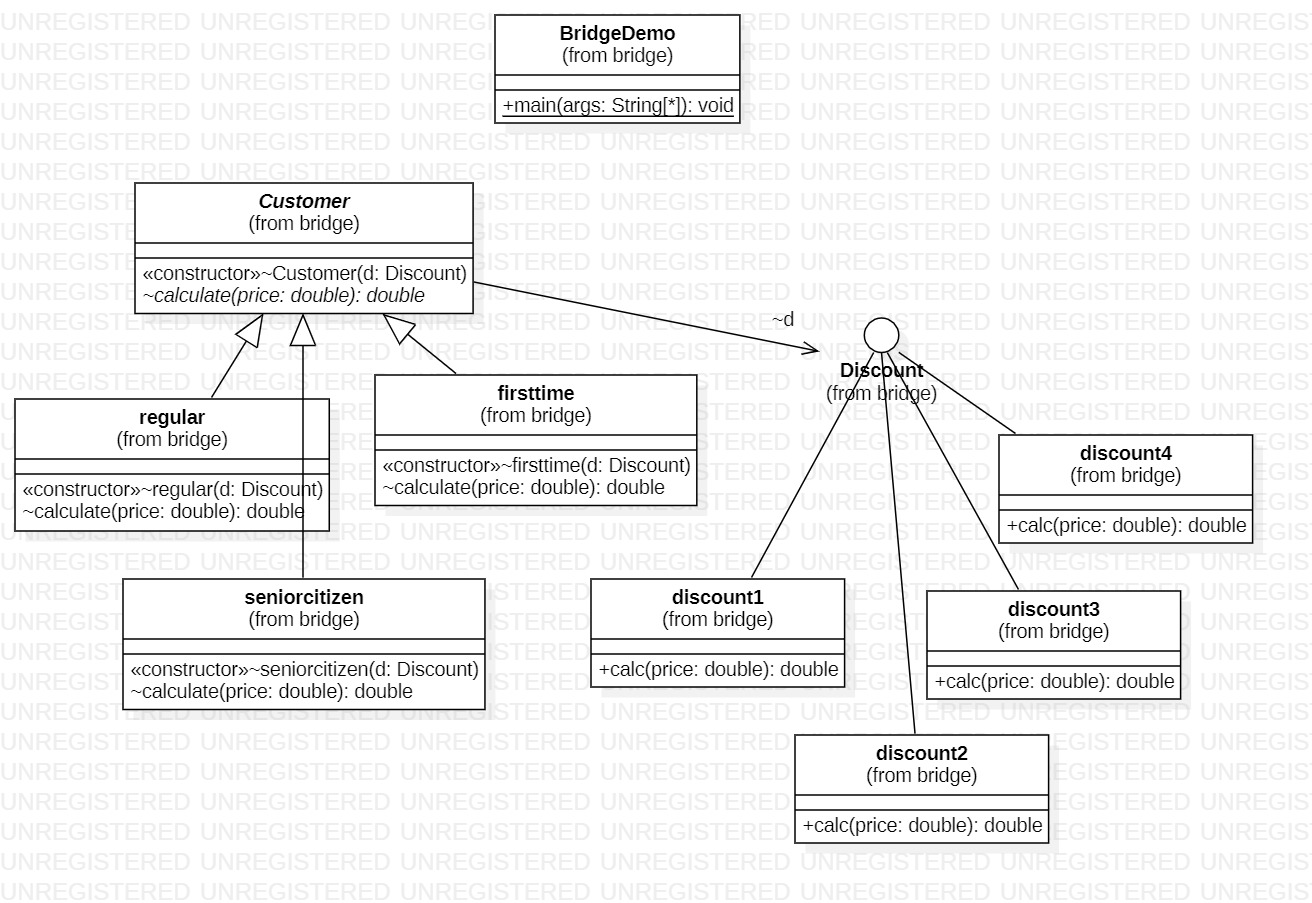 BridgeDemo
(from bridge)
+main(args: String[*]): void
Customer
(from bridge)
«constructor»~Customer(d: Discount)
~calculate(price: double): double
~d
Discount
(from bridge)
regular
(from bridge)
«constructor»~regular(d: Discount)
~calculate(price: double): double
firsttime
(from bridge)
«constructor»~firsttime(d: Discount)
~calculate(price: double): double
discount4
(from bridge)
+calc(price: double): double
seniorcitizen
(from bridge)
«constructor»~seniorcitizen(d: Discount)
~calculate(price: double): double
discount1
(from bridge)
+calc(price: double): double
discount3
(from bridge)
+calc(price: double): double
discount2
(from bridge)
+calc(price: double): double
UNREGISTERED